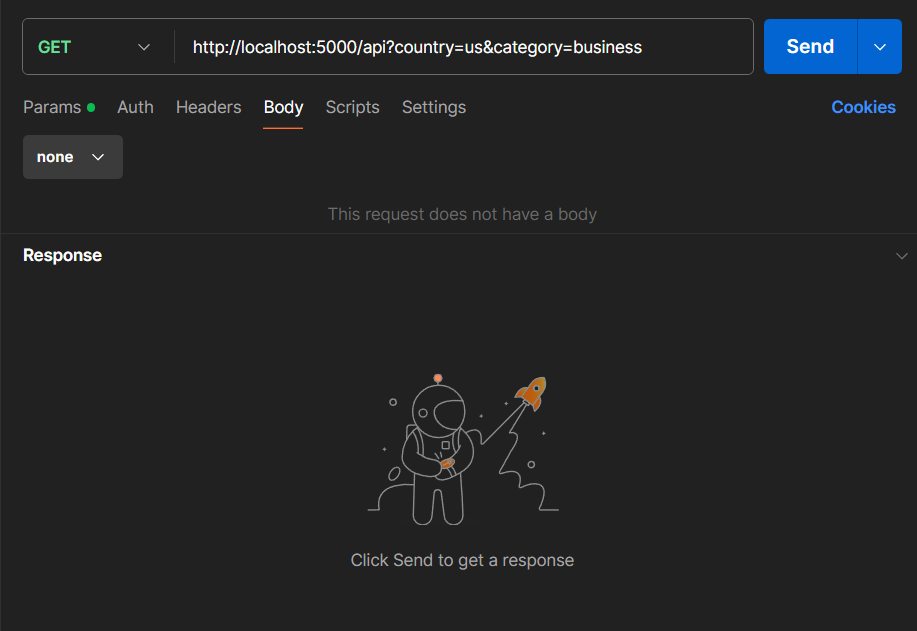 GET http://localhost:5000/api?country=us&category=business Send
Params Auth Headers Body Scripts Settings Cookies
none
This request does not have a body
Response
Click Send to get a response